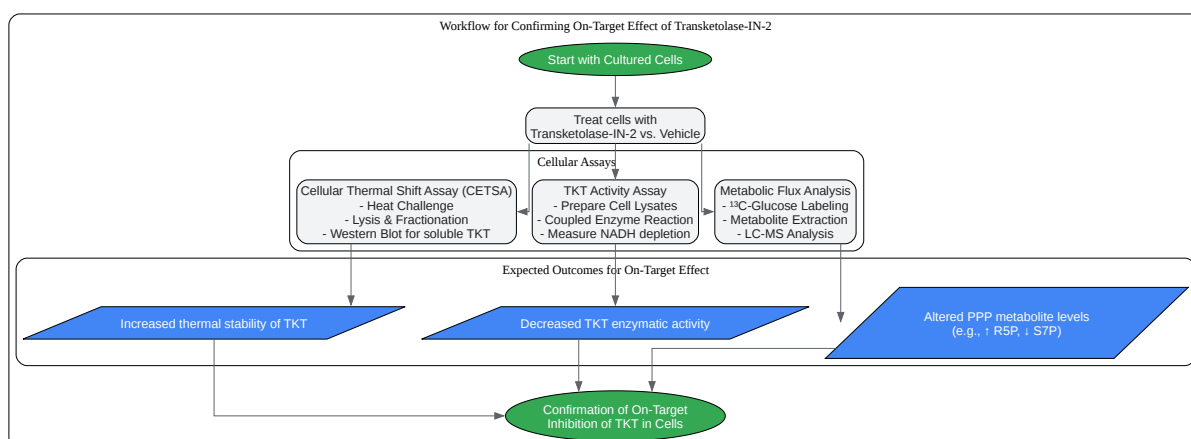 Workflow for Confirming On-Target Effect of Transketolase-IN-2
Start with Cultured Cells
Treat cells with
Transketolase-IN-2 vs. Vehicle
Cellular Assays
Cellular Thermal Shift Assay (CETSA)
- Heat Challenge
- Lysis & Fractionation
- Western Blot for soluble TKT
TKT Activity Assay
- Prepare Cell Lysates
- Coupled Enzyme Reaction
- Measure NADH depletion
Metabolic Flux Analysis
- ¹³C-Glucose Labeling
- Metabolite Extraction
- LC-MS Analysis
Expected Outcomes for On-Target Effect
Increased thermal stability of TKT
Decreased TKT enzymatic activity
Altered PPP metabolite levels
(e.g., ↑ R5P, ↓ S7P)
Confirmation of On-Target
Inhibition of TKT in Cells